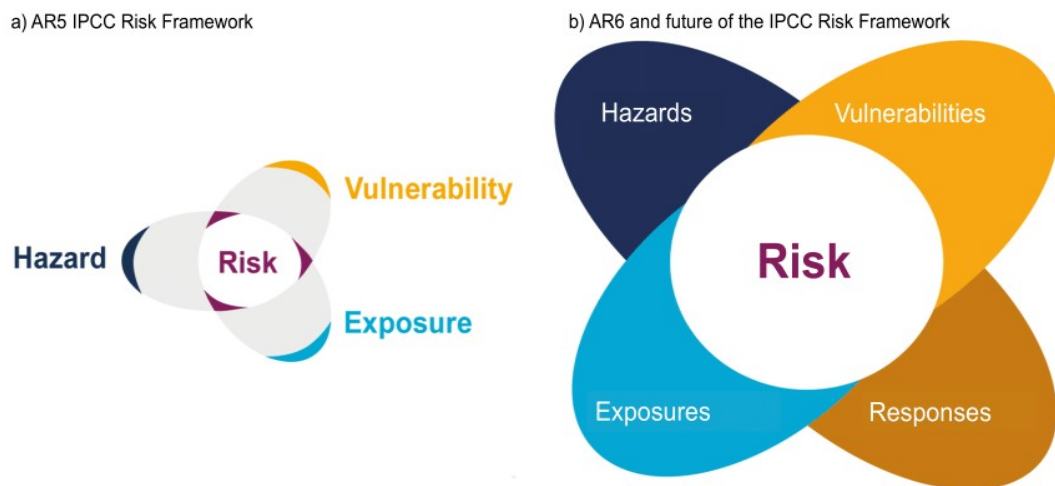 a) AR5 IPCC Risk Framework
Vulnerability
Hazard
Risk
Exposure
b) AR6 and future of the IPCC Risk Framework
Hazards
Vulnerabilities
Risk
Exposures
Responses